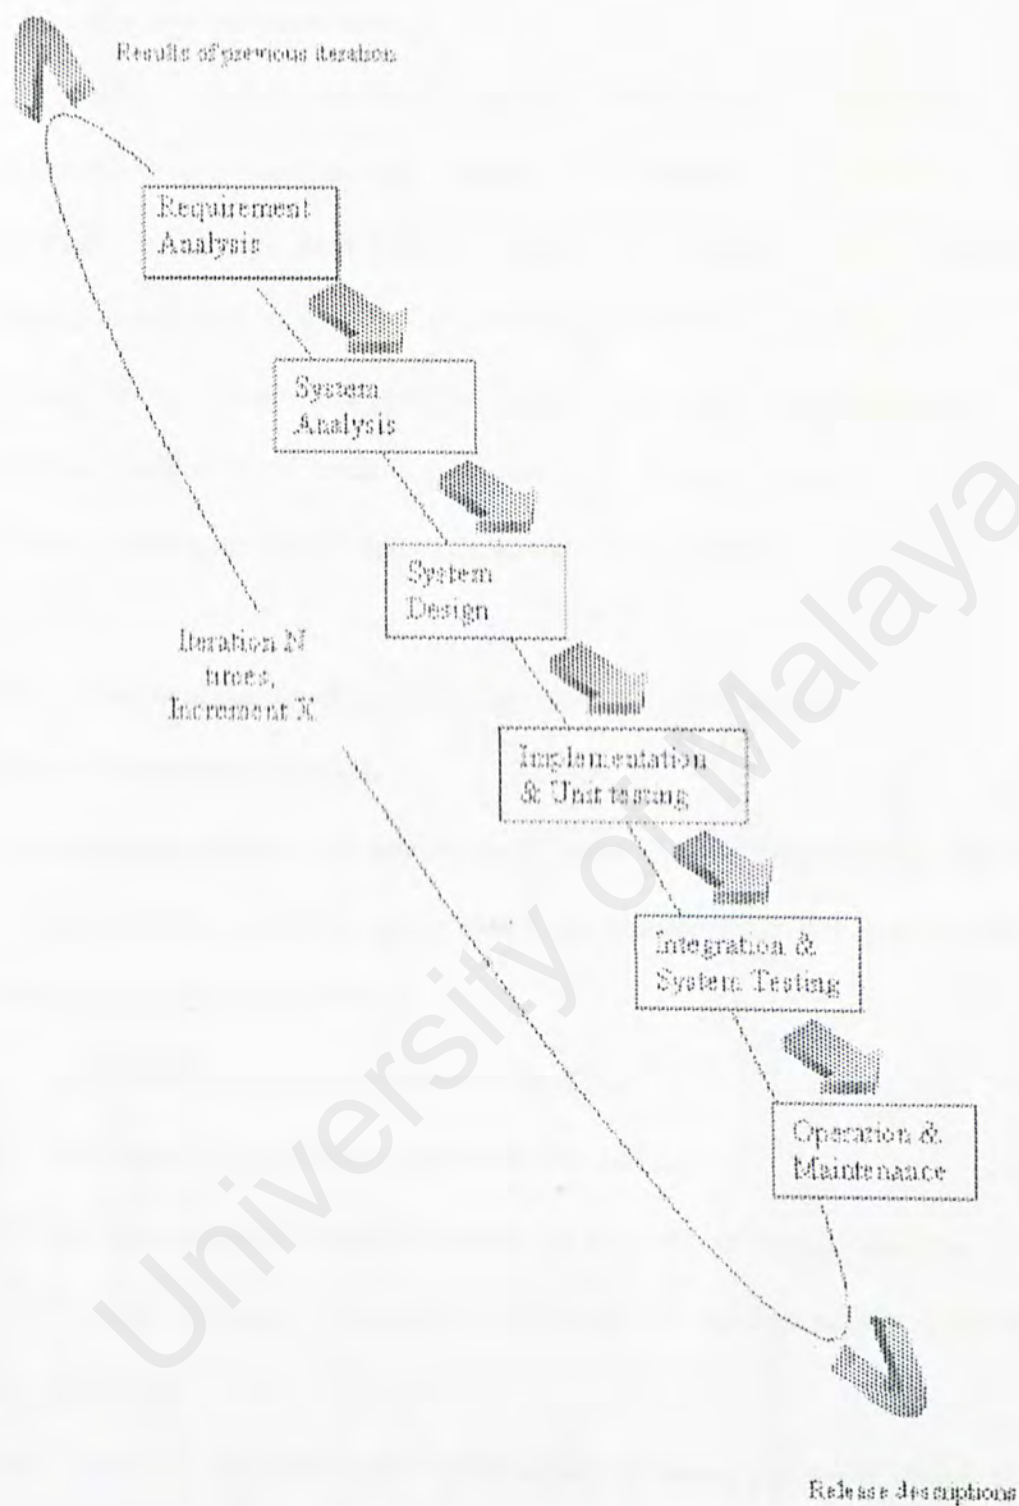 Results of previous iteration
Requirement
Analysis
System
Analysis
System
Design
Iteration N
times,
Increment X
Implementation
& Unit testing
Integration &
System Testing
Operation &
Maintenance
Release descriptions
University of Malaya